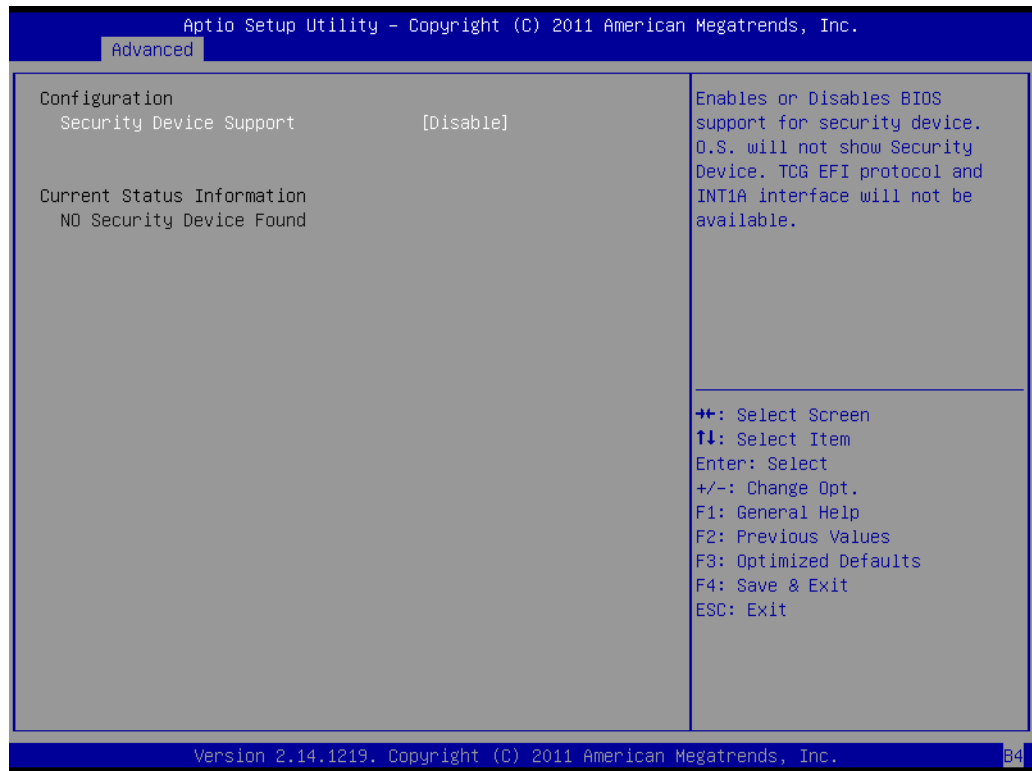 Aptio Setup Utility – Copyright (C) 2011 American Megatrends, Inc.
Advanced
Configuration
Security Device Support [Disable]
Current Status Information
NO Security Device Found
Enables or Disables BIOS
support for security device.
O.S. will not show Security
Device. TCG EFI protocol and
INT1A interface will not be
available.
→←: Select Screen
↑↓: Select Item
Enter: Select
+/-: Change Opt.
F1: General Help
F2: Previous Values
F3: Optimized Defaults
F4: Save & Exit
ESC: Exit
Version 2.14.1219. Copyright (C) 2011 American Megatrends, Inc.
B4